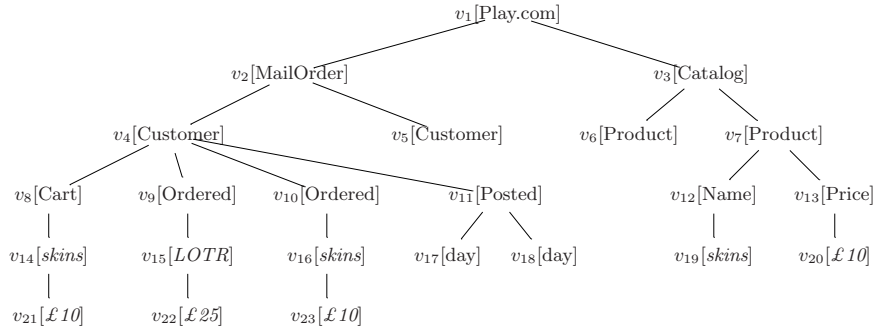 v1[Play.com]
v2[MailOrder] v3[Catalog]
v4[Customer] v5[Customer] v6[Product] v7[Product]
v8[Cart] v9[Ordered] v10[Ordered] v11[Posted] v12[Name] v13[Price]
v14[skins] v15[LOTR] v16[skins] v17[day] v18[day] v19[skins] v20[£10]
v21[£10] v22[£25] v23[£10]